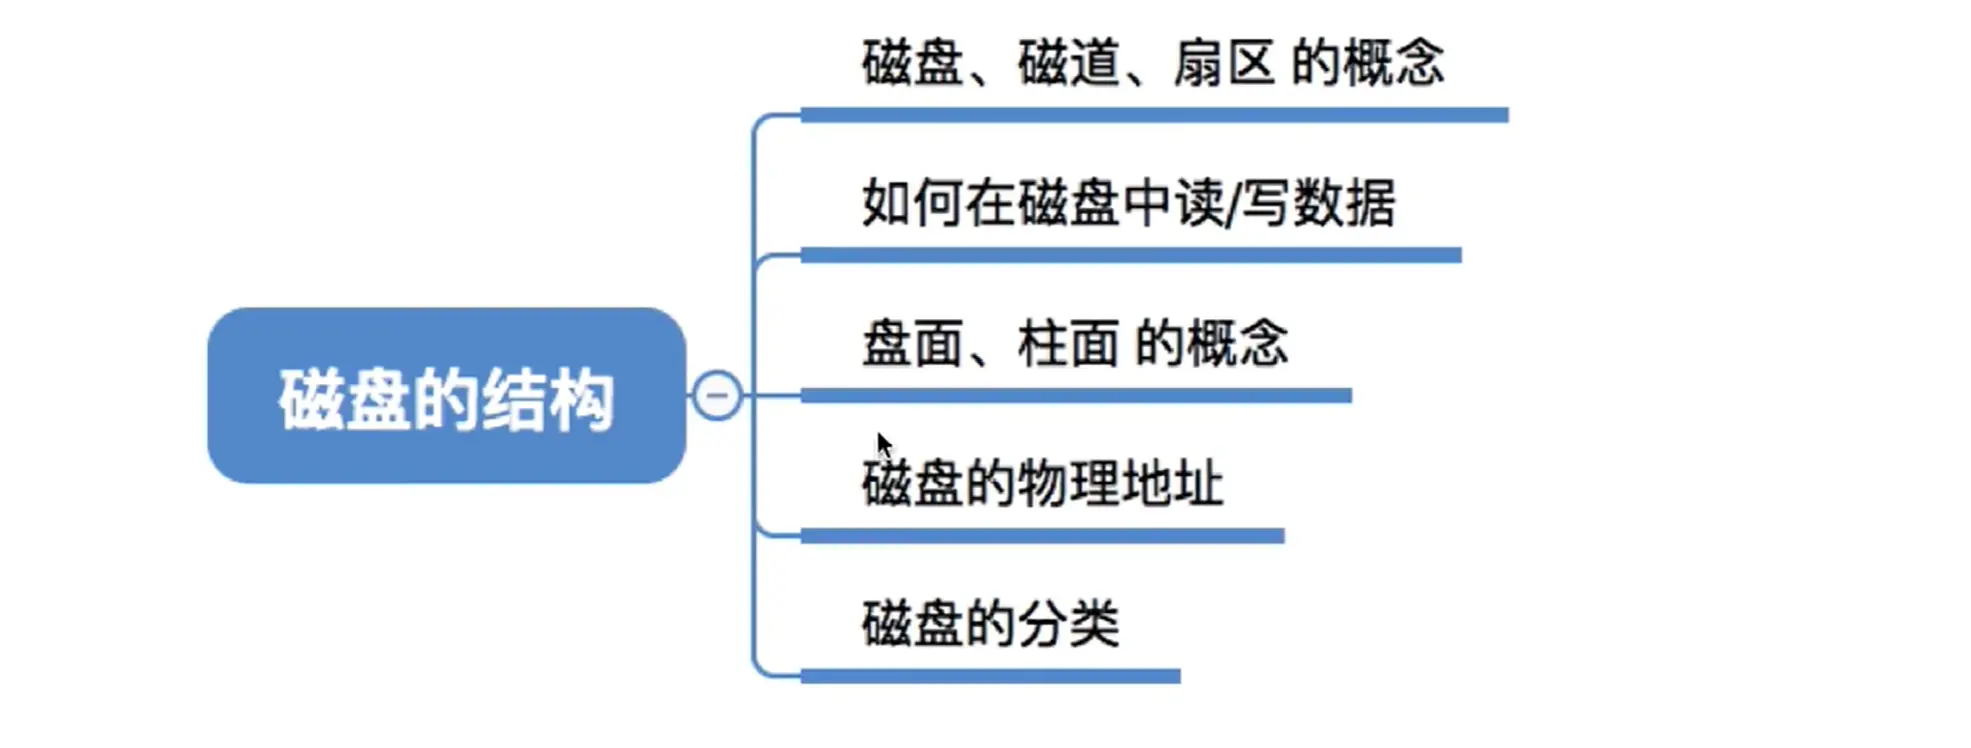 磁盘、磁道、扇区 的概念
如何在磁盘中读/写数据
盘面、柱面 的概念
磁盘的结构
磁盘的物理地址
磁盘的分类